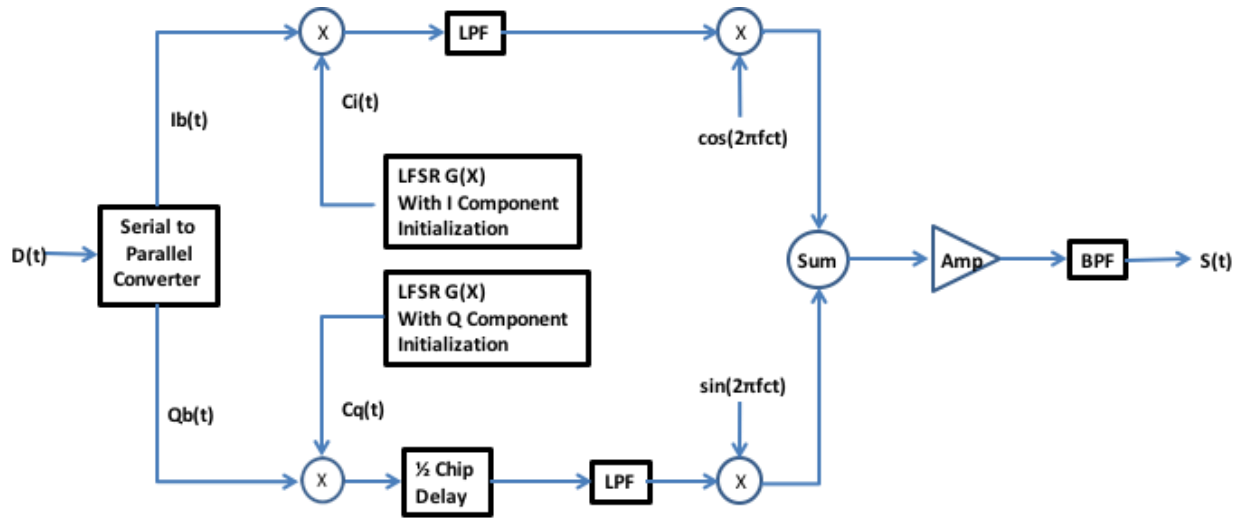 X
LPF
X
Ib(t)
Ci(t)
cos(2πfct)
LFSR G(X)
With I Component
Initialization
D(t)
Serial to
Parallel
Converter
Sum
Amp
BPF
S(t)
LFSR G(X)
With Q Component
Initialization
Qb(t)
Cq(t)
sin(2πfct)
X
½ Chip
Delay
LPF
X